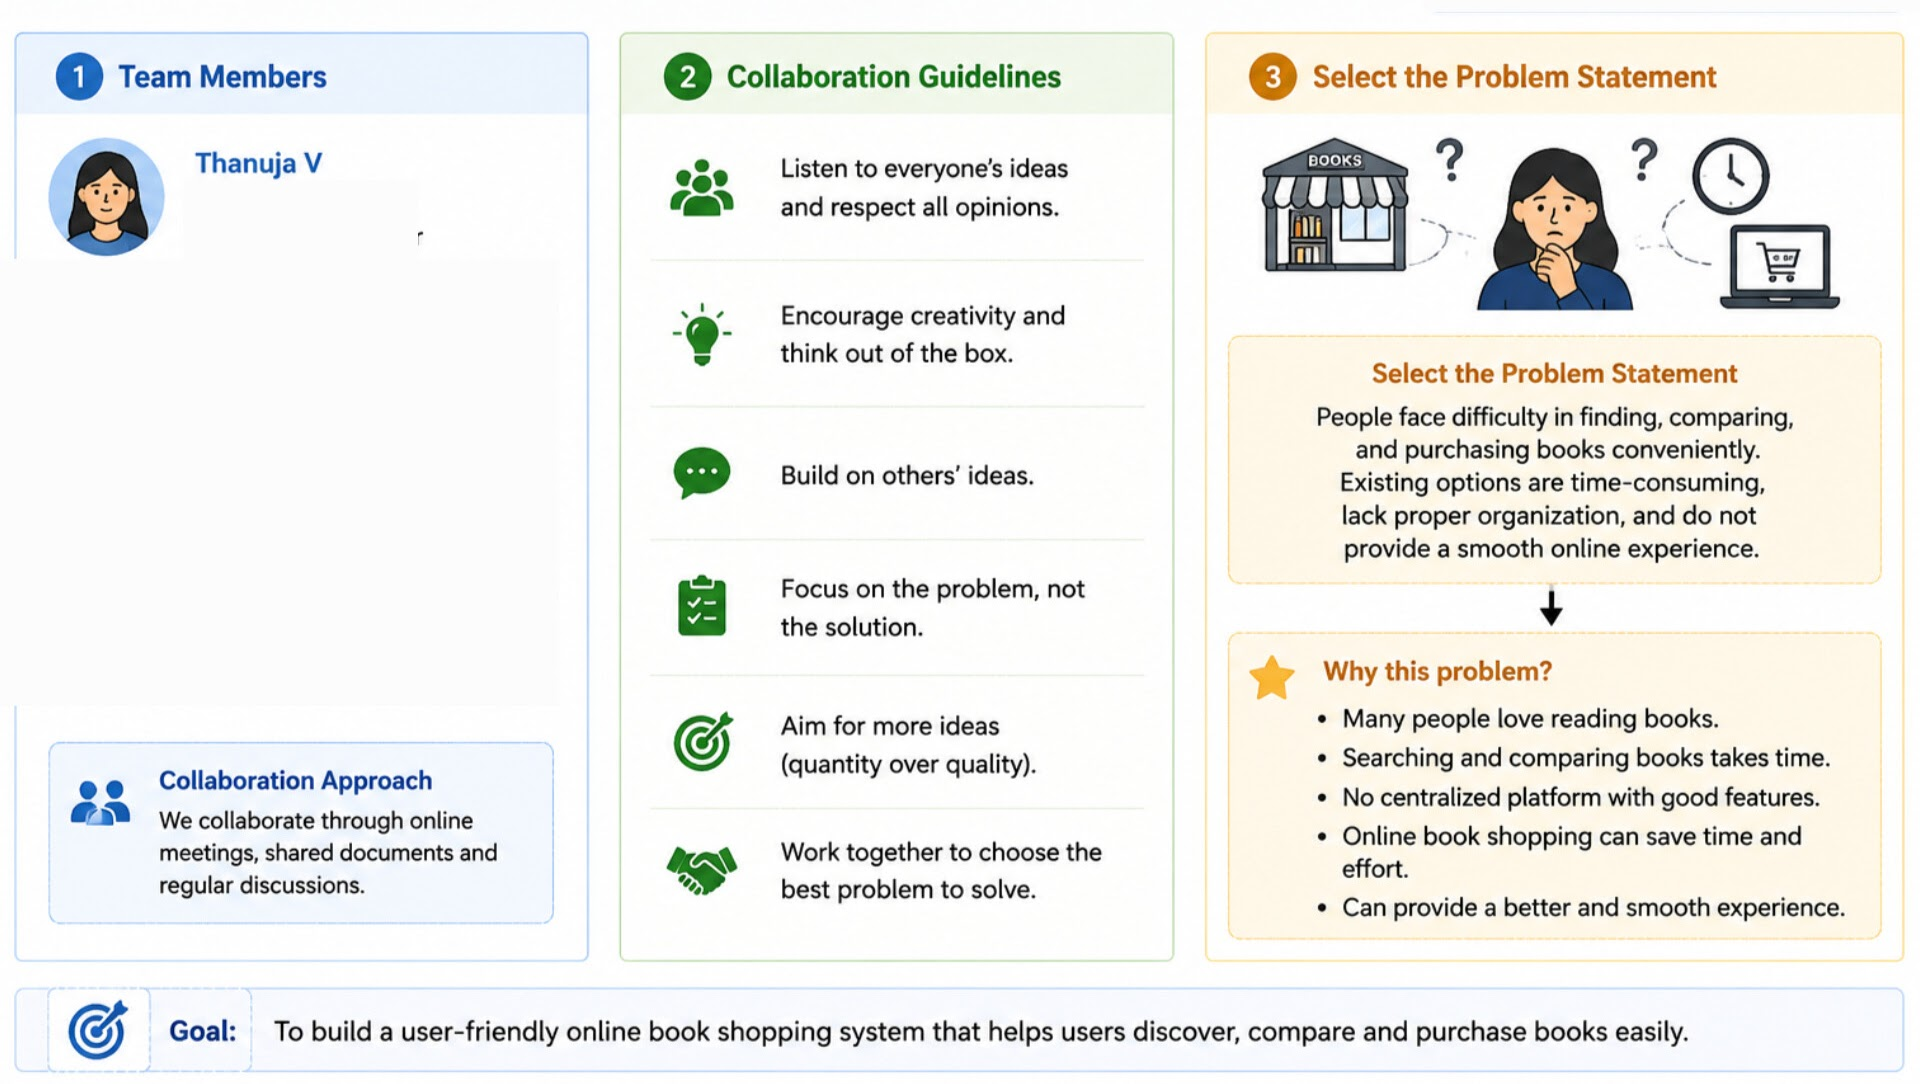 1 Team Members
Thanuja V
r
Collaboration Approach
We collaborate through online
meetings, shared documents and
regular discussions.
2 Collaboration Guidelines
Listen to everyone's ideas
and respect all opinions.
Encourage creativity and
think out of the box.
Build on others' ideas.
Focus on the problem, not
the solution.
Aim for more ideas
(quantity over quality).
Work together to choose the
best problem to solve.
3 Select the Problem Statement
BOOKS
?
?
Select the Problem Statement
People face difficulty in finding, comparing,
and purchasing books conveniently.
Existing options are time-consuming,
lack proper organization, and do not
provide a smooth online experience.
Why this problem?
• Many people love reading books.
• Searching and comparing books takes time.
• No centralized platform with good features.
• Online book shopping can save time and
effort.
• Can provide a better and smooth experience.
Goal: To build a user-friendly online book shopping system that helps users discover, compare and purchase books easily.